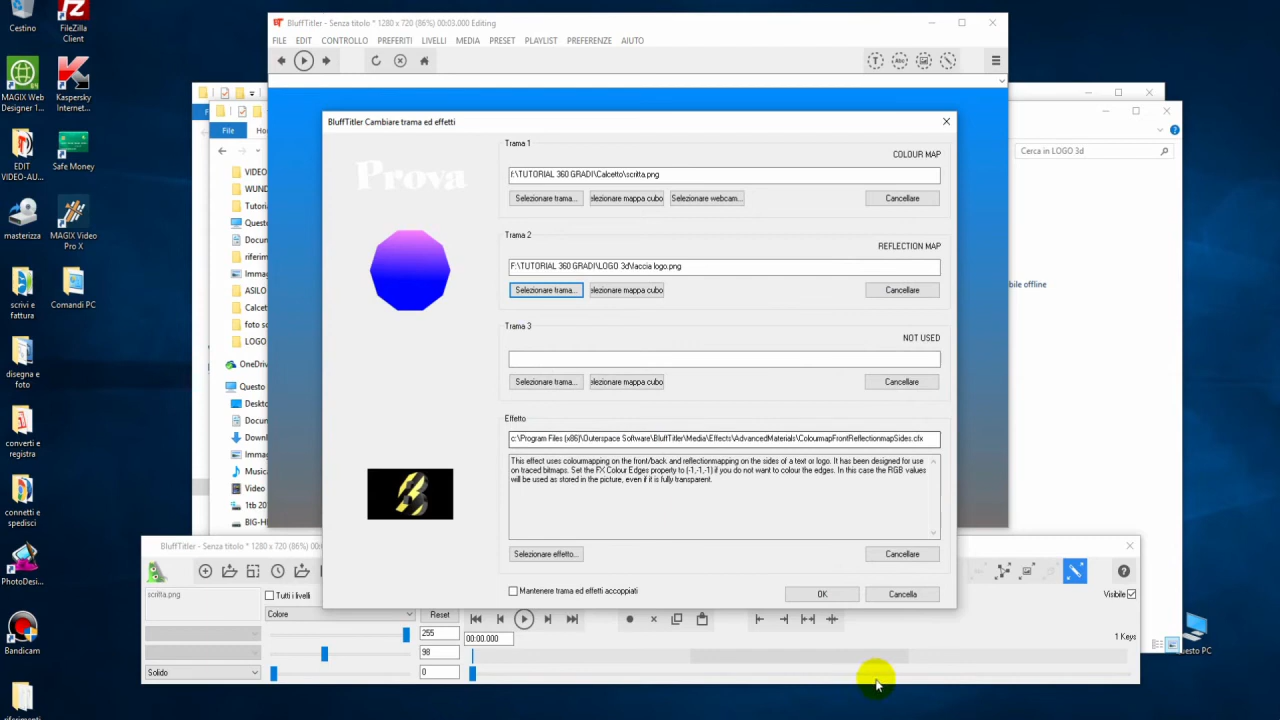 Cestino
FileZilla
Client
MAGIX Web
Designer 1...
Kaspersky
Internet...
EDIT
VIDEO-AU...
Safe Money
masterizza
MAGIX Video
Pro X
scrivi e
fattura
Comandi PC
disegna e
foto
converti e
registra
connetti e
spedisci
PhotoDesi...
Bandicam
riferimenti
BluffTitler - Senza titolo * 1280 x 720 (86%) 00:03.000 Editing
FILE EDIT CONTROLLO PREFERITI LIVELLI MEDIA PRESET PLAYLIST PREFERENZE AIUTO
T Abc
File Ho
Cerca in LOGO 3d
VIDEO
WUND
Tutoria
Questo
Docum
riferim
Immag
ASILO
Calcett
foto sc
LOGO
OneDriv
Questo
Deskto
Docum
Downl
Immag
Musica
Video
1tb 20
BIG-H
bile offline
uesto PC
BluffTitler Cambiare trama ed effetti
Prova
Trama 1
COLOUR MAP
F:\TUTORIAL 360 GRADI\Calcetto\scritta.png
Selezionare trama... elezionare mappa cubo Selezionare webcam... Cancellare
Trama 2
REFLECTION MAP
F:\TUTORIAL 360 GRADI\LOGO 3d\faccia logo.png
Selezionare trama... elezionare mappa cubo Cancellare
Trama 3
NOT USED
Selezionare trama... elezionare mappa cubo Cancellare
Effetto
c:\Program Files (x86)\Outerspace Software\BluffTitler\Media\Effects\AdvancedMaterials\ColourmapFrontReflectionmapSides.cfx
This effect uses colourmapping on the front/back and reflectionmapping on the sides of a text or logo. It has been designed for use
on traced bitmaps. Set the FX Colour Edges property to (-1,-1,-1) if you do not want to colour the edges. In this case the RGB values
will be used as stored in the picture, even if it is fully transparent.
Selezionare effetto... Cancellare
Mantenere trama ed effetti accoppiati
OK Cancella
BluffTitler - Senza titolo * 1280 x 720 (86%) 00:0
scritta.png
Tutti i livelli
Visibile
Colore
Reset
255
00:00.000
1 Keys
98
Solido
0